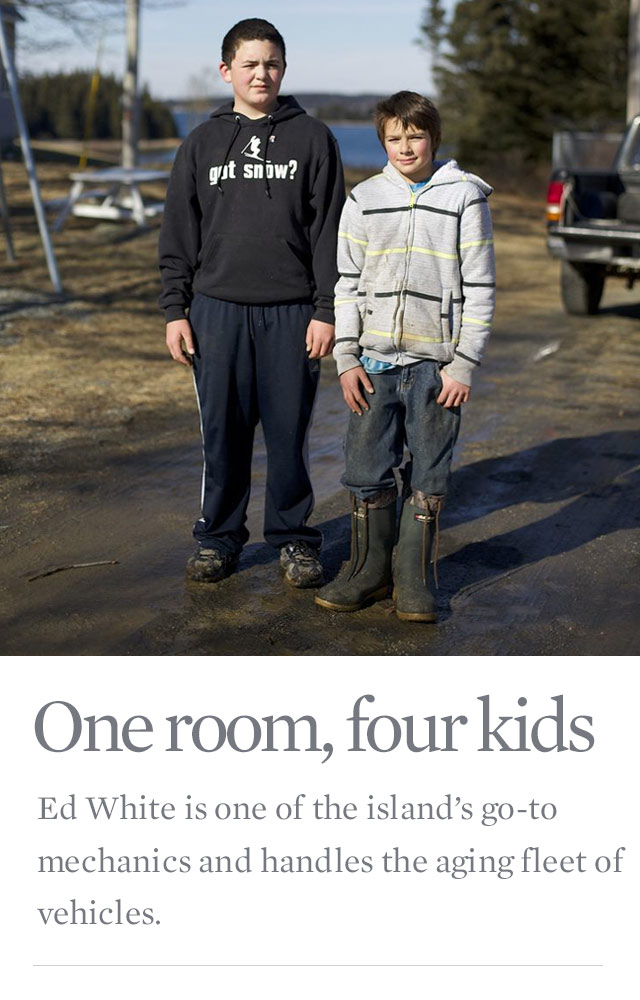 got snow?
One room, four kids
Ed White is one of the island’s go-to
mechanics and handles the aging fleet of
vehicles.